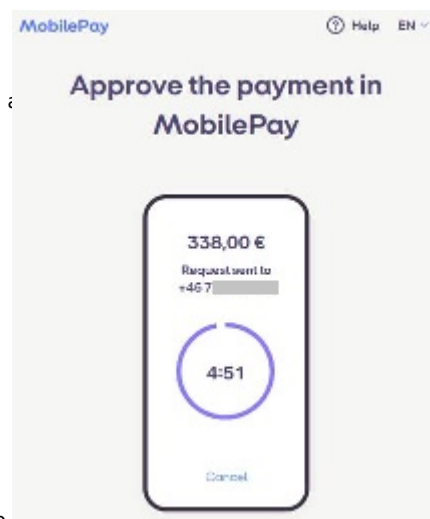 MobilePay
? Help EN
Approve the payment in
MobilePay
338,00 €
Request sent to
+46 7
4:51
Cancel